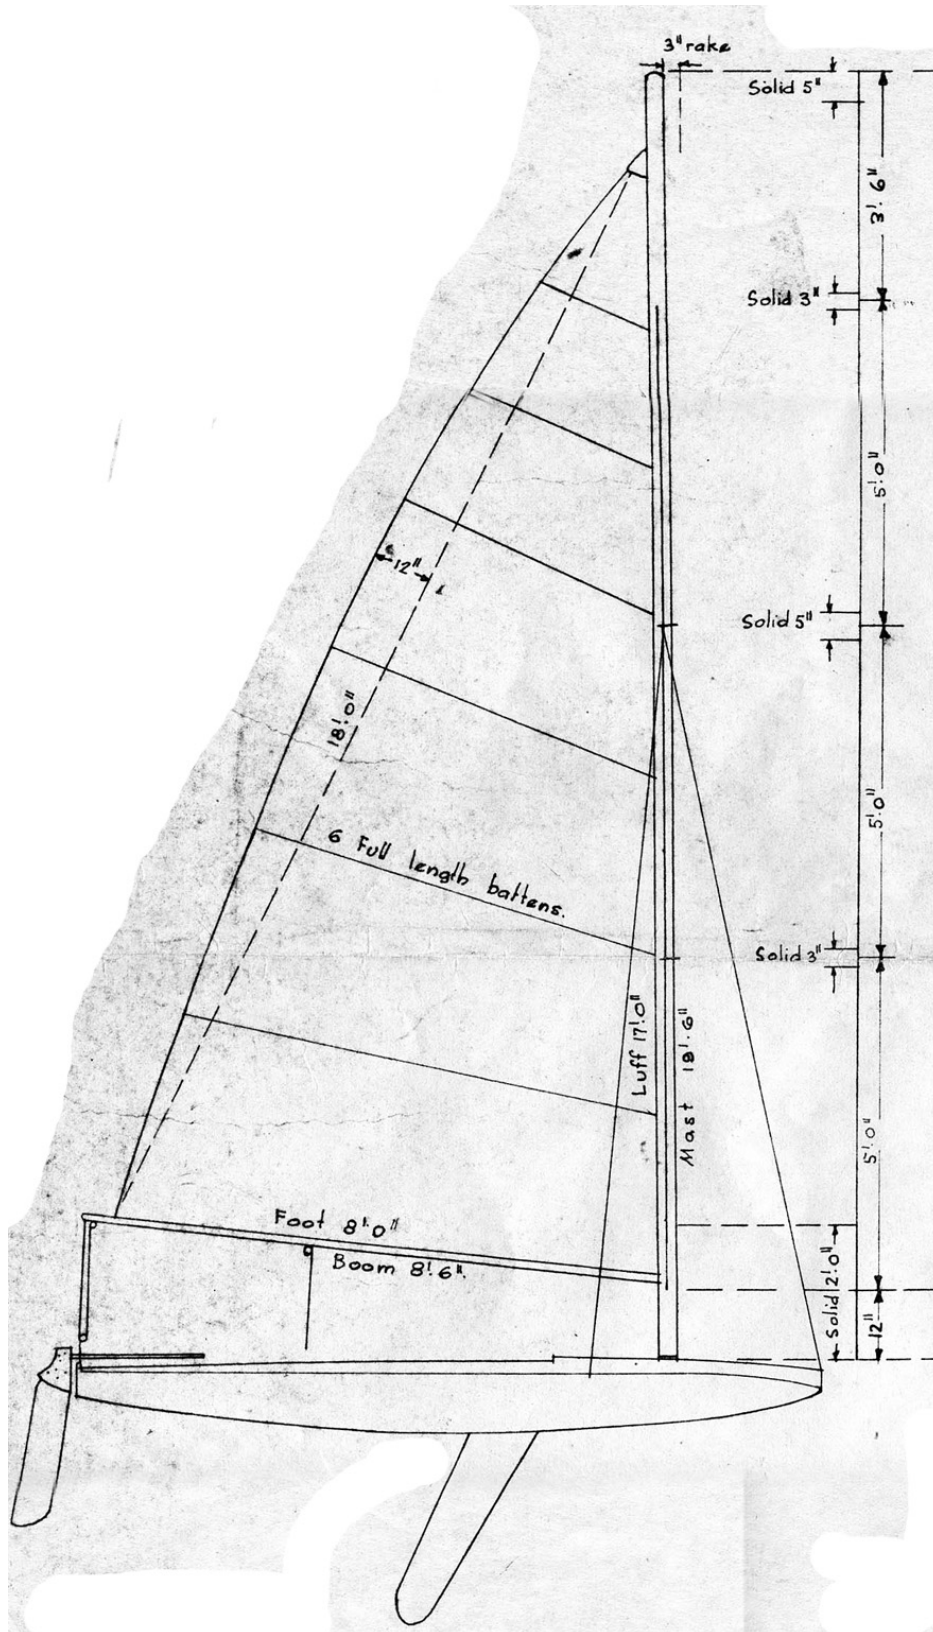 3" rake
Solid 5"
3'.6"
Solid 3"
5'.0"
12"
Solid 5"
18'.0"
5'.0"
6 Full length battens.
Solid 3"
Luff 17'.0"
Mast 19'.6"
5'.0"
Foot 8'.0"
Boom 8'.6".
Solid 2'.0"
12"